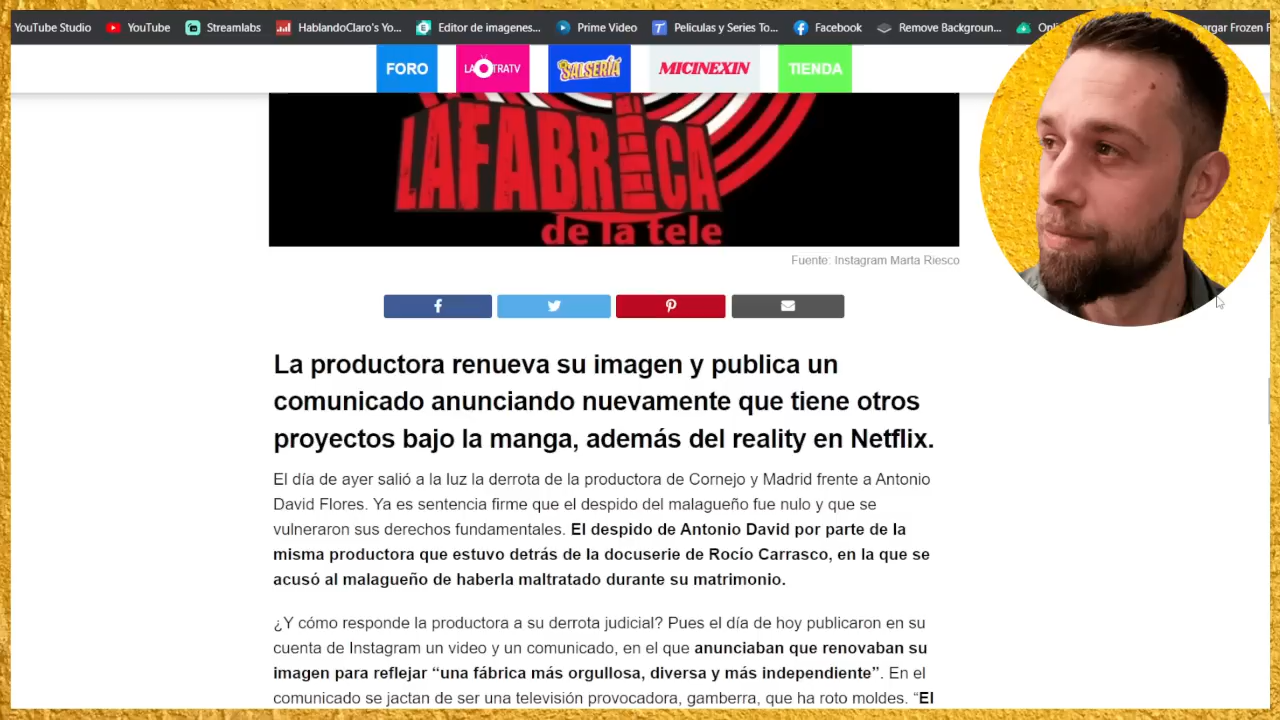 YouTube Studio YouTube Streamlabs HablandoClaro's Yo... Editor de imagenes... Prime Video Peliculas y Series To... Facebook Remove Backgroun... argar Frozen F
FORO LA OTRATV SALSERÍA MICINEXIN TIENDA
LAFABRICA
de la tele
Fuente: Instagram Marta Riesco
La productora renueva su imagen y publica un
comunicado anunciando nuevamente que tiene otros
proyectos bajo la manga, además del reality en Netflix.
El día de ayer salió a la luz la derrota de la productora de Cornejo y Madrid frente a Antonio
David Flores. Ya es sentencia firme que el despido del malagueño fue nulo y que se
vulneraron sus derechos fundamentales. El despido de Antonio David por parte de la
misma productora que estuvo detrás de la docuserie de Rocío Carrasco, en la que se
acusó al malagueño de haberla maltratado durante su matrimonio.
¿Y cómo responde la productora a su derrota judicial? Pues el día de hoy publicaron en su
cuenta de Instagram un video y un comunicado, en el que anunciaban que renovaban su
imagen para reflejar “una fábrica más orgullosa, diversa y más independiente”. En el
comunicado se jactan de ser una televisión provocadora, gamberra, que ha roto moldes. “El